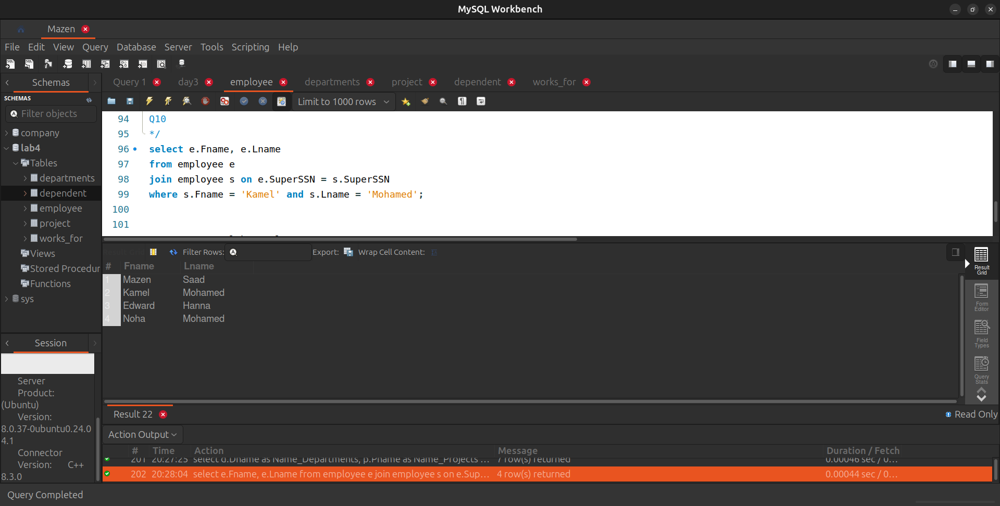 MySQL Workbench
Mazen
File Edit View Query Database Server Tools Scripting Help
Schemas
Query 1 day3 employee departments project dependent works_for
SCHEMAS
Filter objects
Limit to 1000 rows
company
lab4
Tables
departments
dependent
employee
project
works_for
Views
Stored Procedur
Functions
sys
94 Q10
95 */
96 select e.Fname, e.Lname
97 from employee e
98 join employee s on e.SuperSSN = s.SuperSSN
99 where s.Fname = 'Kamel' and s.Lname = 'Mohamed';
100
101
Filter Rows: Export: Wrap Cell Content:
# Fname Lname
1 Mazen Saad
2 Kamel Mohamed
3 Edward Hanna
4 Noha Mohamed
Result
Grid
Form
Editor
Field
Types
Query
Stats
Session
Server
Product:
(Ubuntu)
Version:
8.0.37-0ubuntu0.24.0
4.1
Connector
Version: C++
8.3.0
Result 22
Read Only
Action Output
# Time Action Message Duration / Fetch
201 20:27:25 select d.Dname as Name_Departments, p.Pname as Name_Projects ... 7 row(s) returned 0.00046 sec / 0...
202 20:28:04 select e.Fname, e.Lname from employee e join employee s on e.Sup... 4 row(s) returned 0.00044 sec / 0...
Query Completed